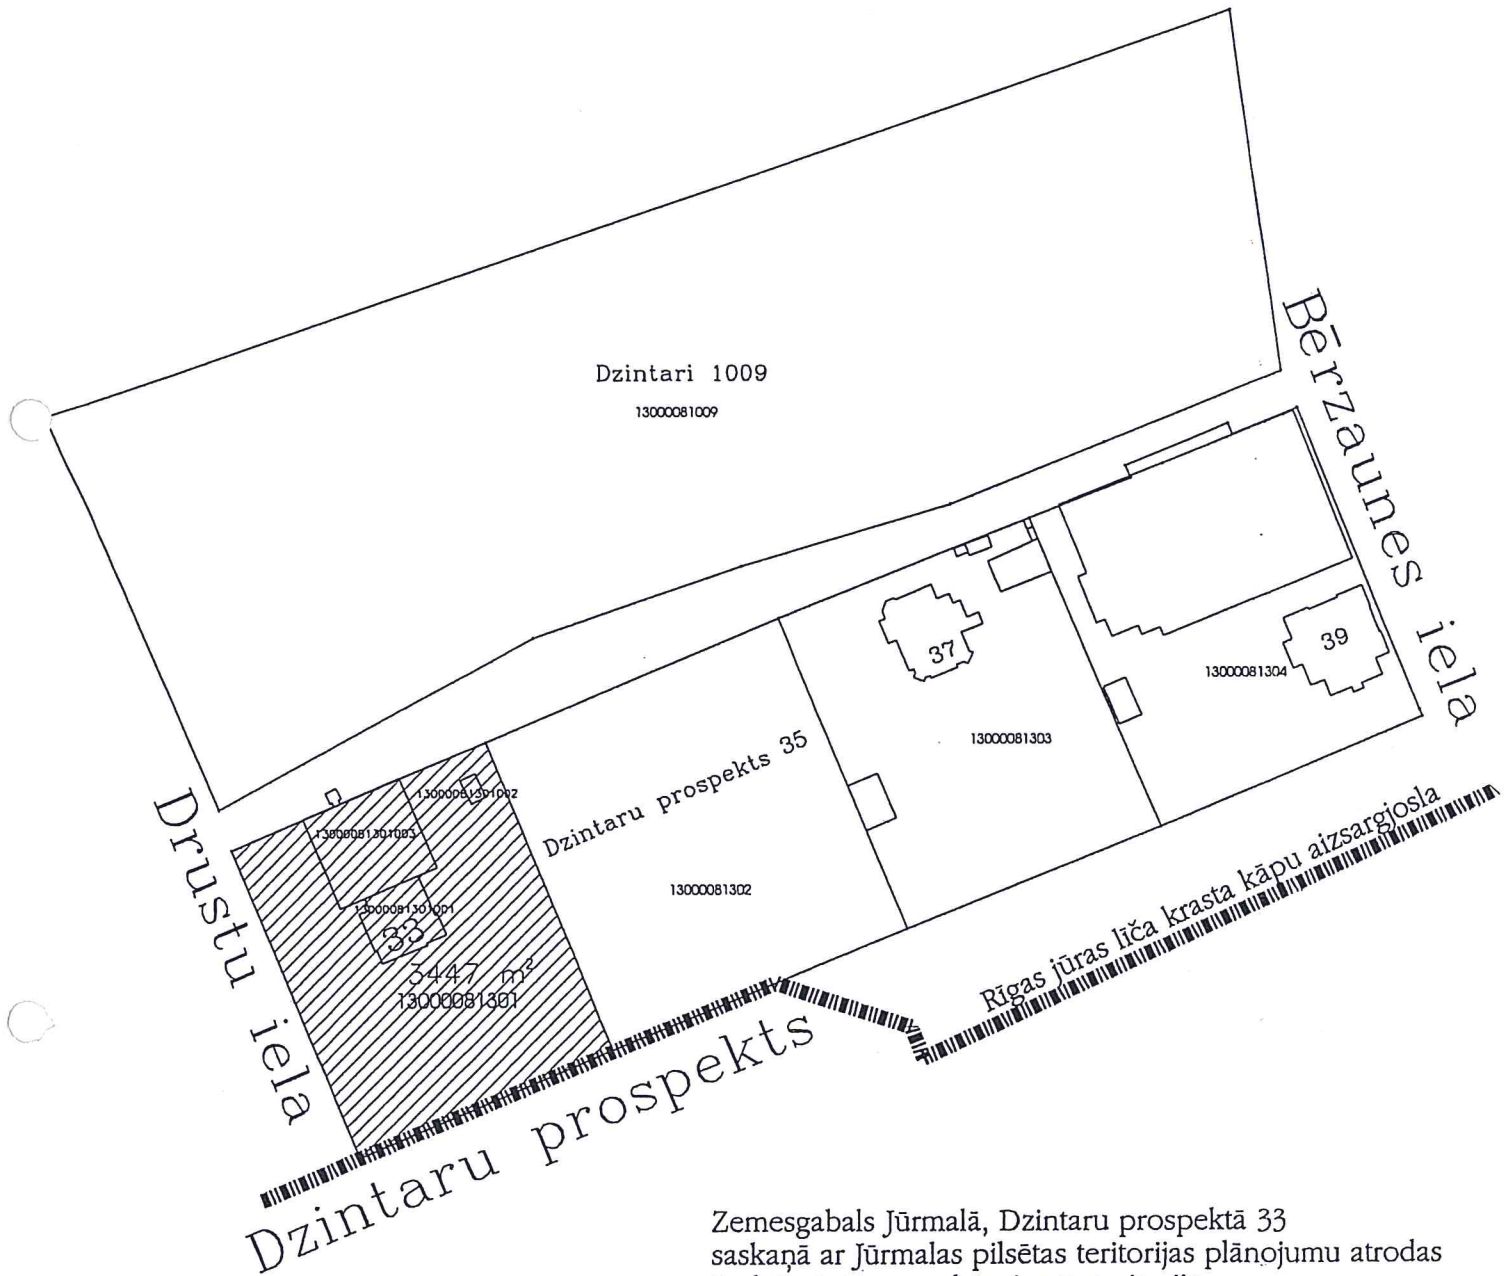 Dzintari 1009
13000081009
Bērzaunes iela
37
39
13000081304
13000081303
Dzintaru prospekts 35
13000081302
13000081301002
13000081301003
13000081301001
33
3447 m²
13000081301
Drustu iela
Rīgas jūras līča krasta kāpu aizsargjosla
Dzintaru prospekts
Zemesgabals Jūrmalā, Dzintaru prospektā 33
saskaņā ar Jūrmalas pilsētas teritorijas plānojumu atrodas